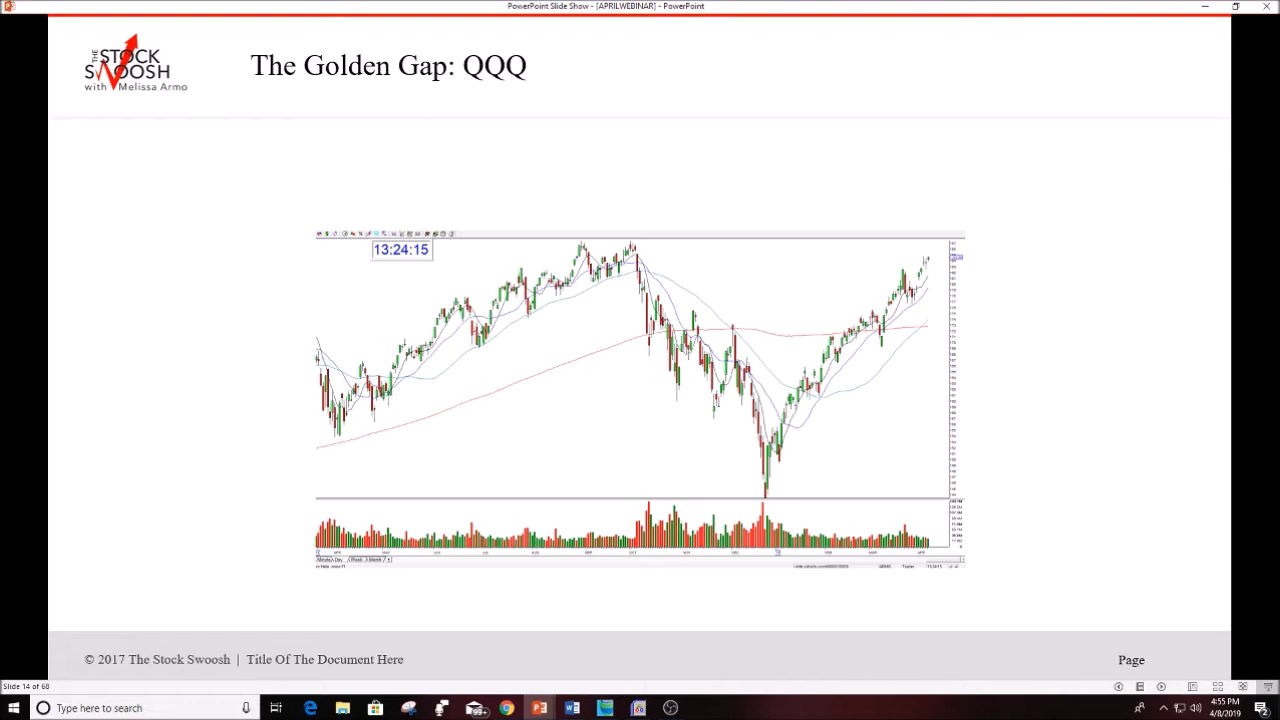 PowerPoint Slide Show - [APRILWEBINAR] - PowerPoint
THE
STOCK
SWOOSH
with Melissa Armo
The Golden Gap: QQQ
13:24:15
© 2017 The Stock Swoosh | Title Of The Document Here
Page
Slide 14 of 68
Type here to search
99+
4:55 PM
4/8/2019
2